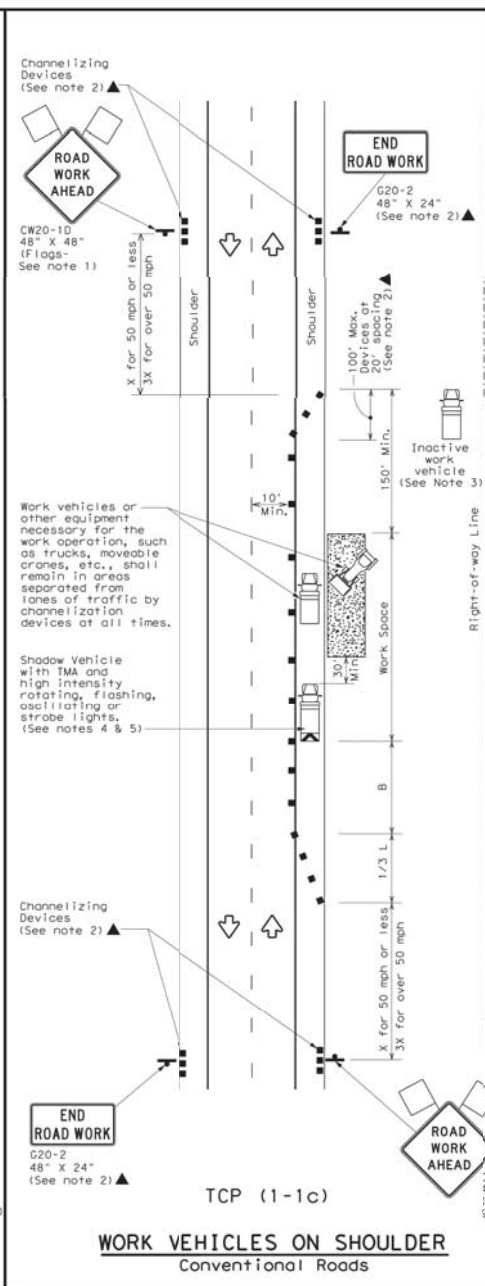 Channelizing
Devices
(See note 2)▲
ROAD
WORK
AHEAD
CW20-1D
48" X 48"
(Flags-
See note 1)
END
ROAD WORK
G20-2
48" X 24"
(See note 2)▲
X for 50 mph or less
3X for over 50 mph
Shoulder
Shoulder
100' Max.
Devices at
20' spacing
(See note 2)▲
150' Min.
Inactive
work
vehicle
(See Note 3)
Right-of-way Line
10'
Min.
Work vehicles or
other equipment
necessary for the
work operation, such
as trucks, moveable
cranes, etc., shall
remain in areas
separated from
lanes of traffic by
channelization
devices at all times.
Work Space
30'
Min.
Shadow Vehicle
with TMA and
high intensity
rotating, flashing,
oscillating or
strobe lights.
(See notes 4 & 5)
B
1/3 L
Channelizing
Devices
(See note 2)▲
X for 50 mph or less
3X for over 50 mph
END
ROAD WORK
G20-2
48" X 24"
(See note 2)▲
ROAD
WORK
AHEAD
TCP (1-1c)
WORK VEHICLES ON SHOULDER
Conventional Roads